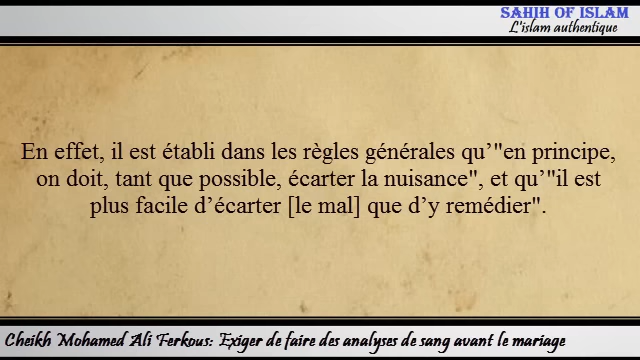 SAHIH OF ISLAM
L'islam authentique
En effet, il est établi dans les règles générales qu’"en principe,
on doit, tant que possible, écarter la nuisance", et qu’"il est
plus facile d’écarter [le mal] que d’y remédier".
Cheikh Mohamed Ali Ferkous: Exiger de faire des analyses de sang avant le mariage